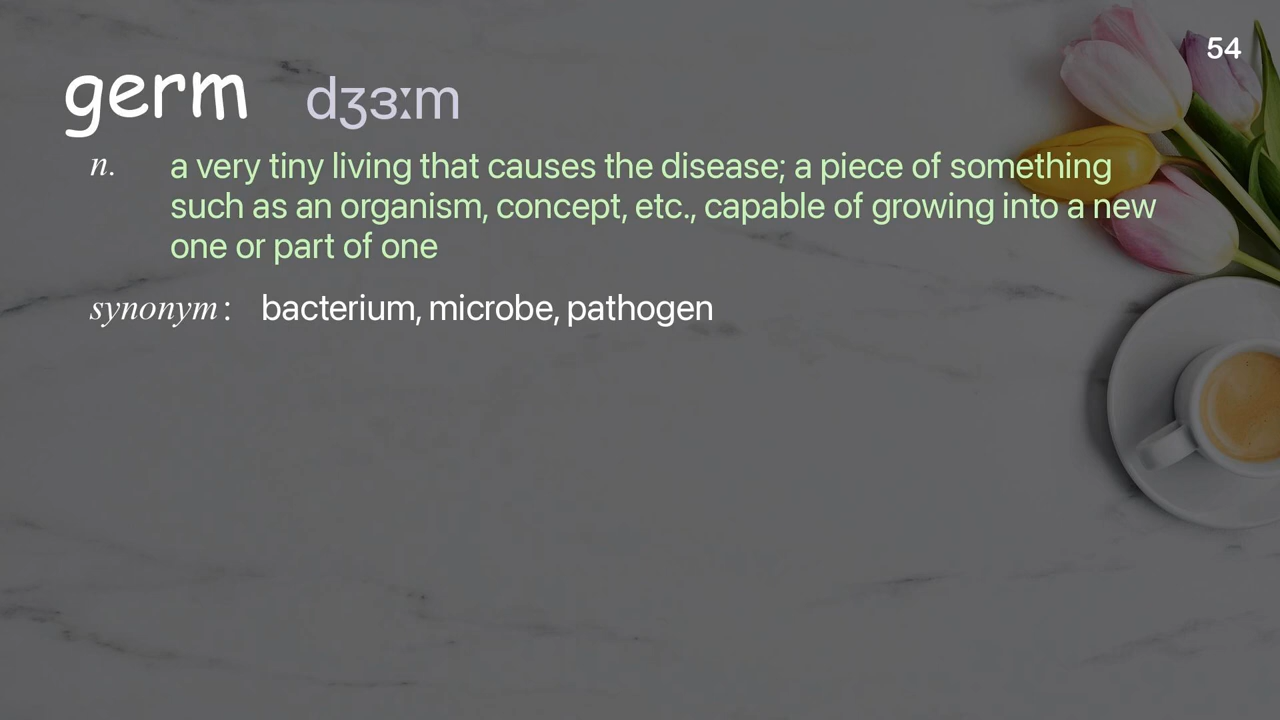 54
germ dʒɜːm
n. a very tiny living that causes the disease; a piece of something
such as an organism, concept, etc., capable of growing into a new
one or part of one
synonym: bacterium, microbe, pathogen